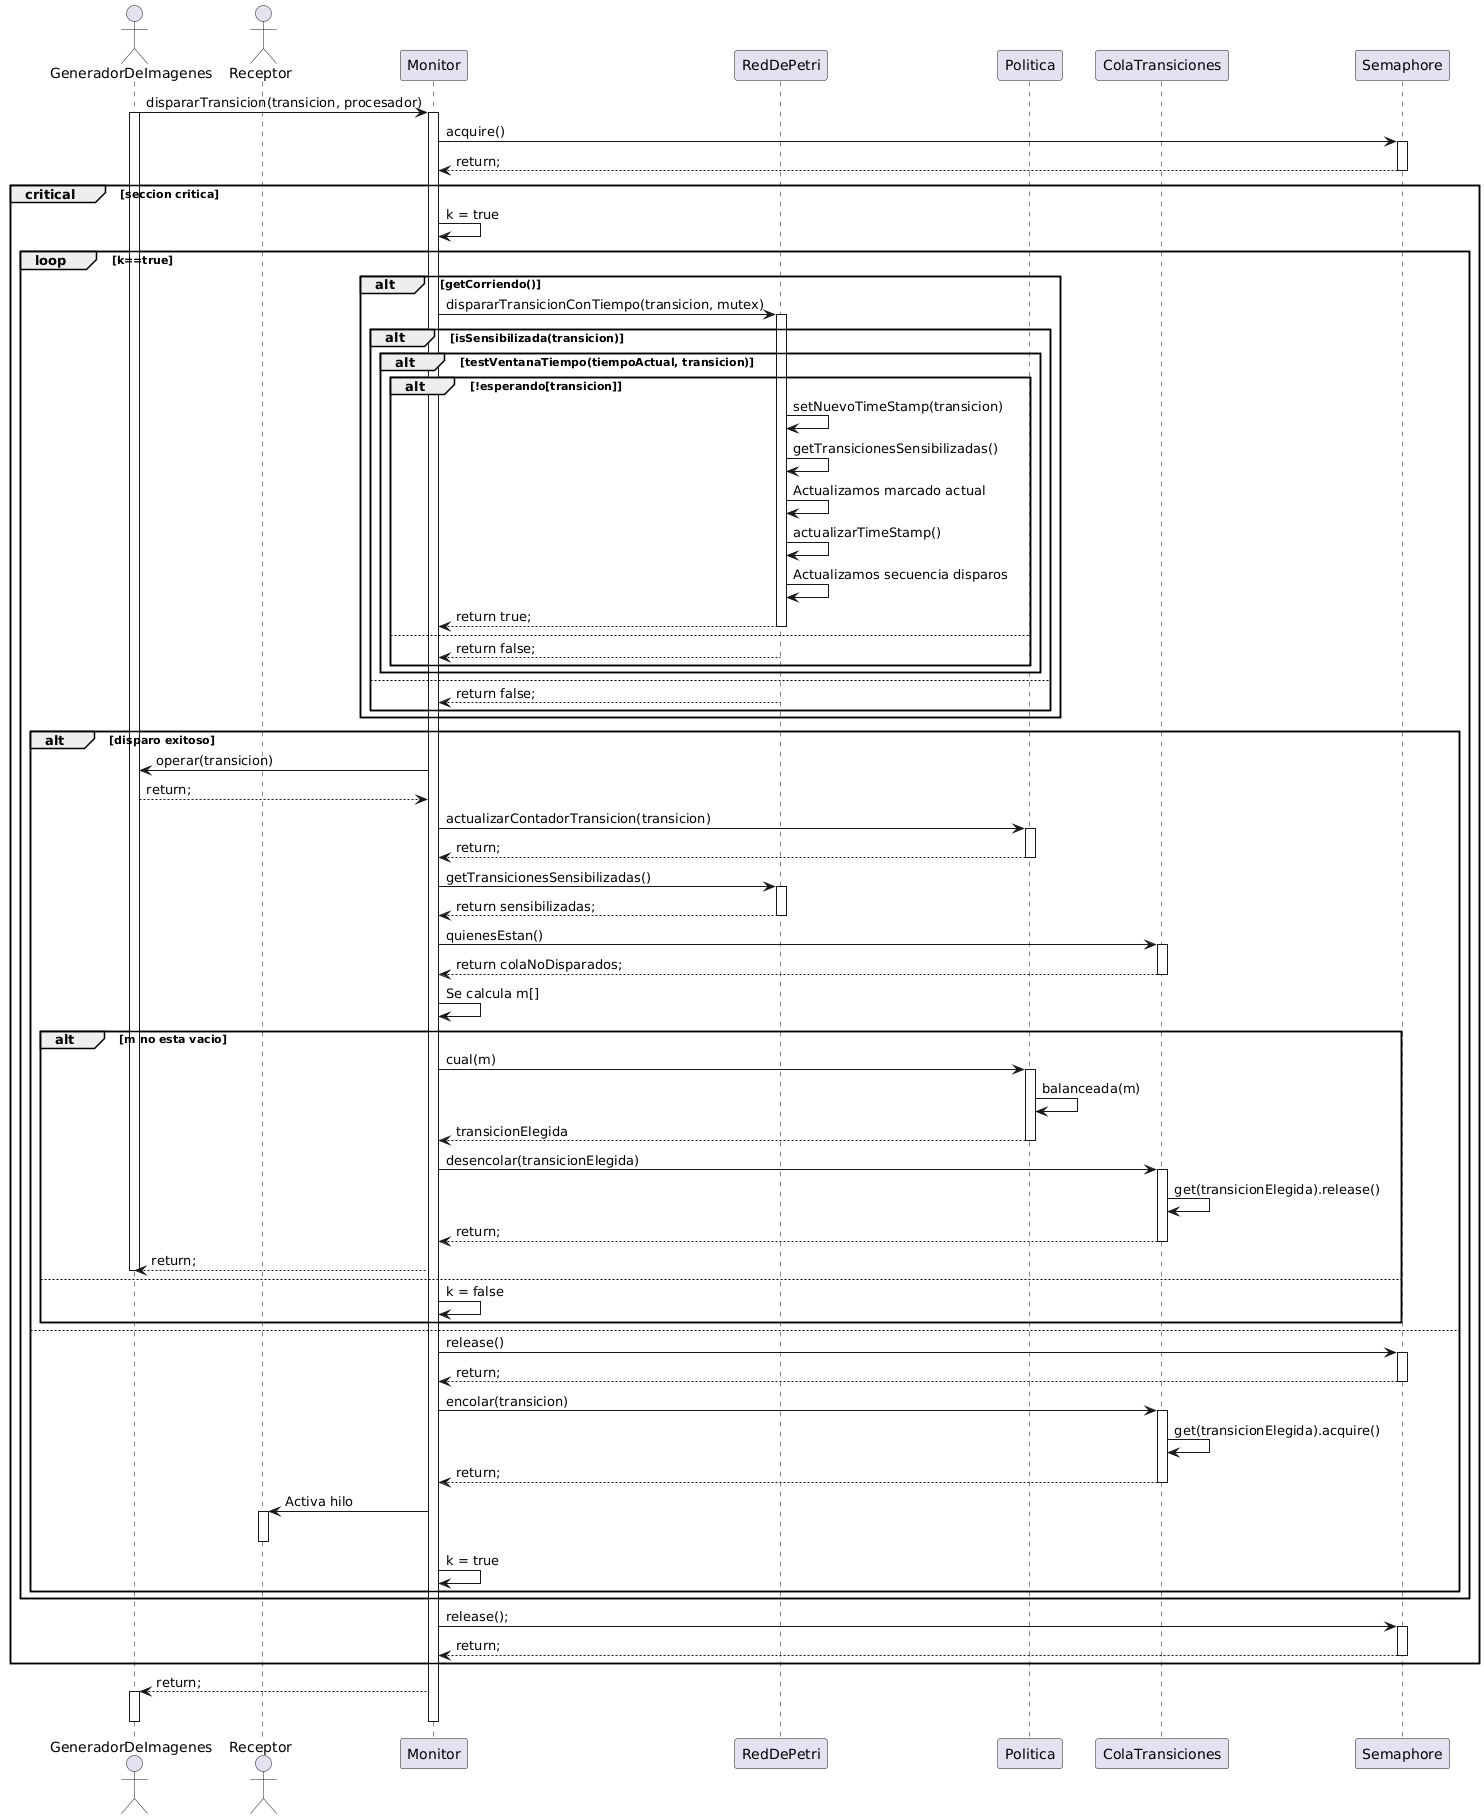 GeneradorDeImagenes Receptor Monitor RedDePetri Politica ColaTransiciones Semaphore
dispararTransicion(transicion, procesador)
acquire()
return;
critical [seccion critica]
k = true
loop [k==true]
alt [getCorriendo()]
dispararTransicionConTiempo(transicion, mutex)
alt [isSensibilizada(transicion)]
alt [testVentanaTiempo(tiempoActual, transicion)]
alt [!esperando[transicion]]
setNuevoTimeStamp(transicion)
getTransicionesSensibilizadas()
Actualizamos marcado actual
actualizarTimeStamp()
Actualizamos secuencia disparos
return true;
return false;
return false;
alt [disparo exitoso]
operar(transicion)
return;
actualizarContadorTransicion(transicion)
return;
getTransicionesSensibilizadas()
return sensibilizadas;
quienesEstan()
return colaNoDisparados;
Se calcula m[]
alt [m no esta vacio]
cual(m)
balanceada(m)
transicionElegida
desencolar(transicionElegida)
get(transicionElegida).release()
return;
return;
k = false
release()
return;
encolar(transicion)
get(transicionElegida).acquire()
return;
Activa hilo
k = true
release();
return;
return;
GeneradorDeImagenes Receptor Monitor RedDePetri Politica ColaTransiciones Semaphore